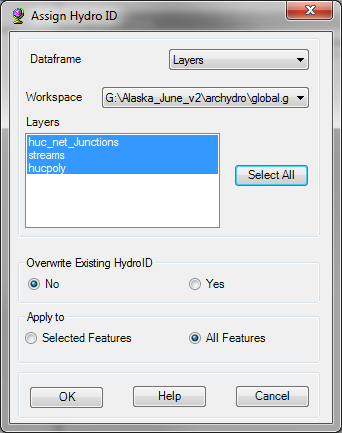 Assign Hydro ID
Dataframe
Layers
Workspace
G:\Alaska_June_v2\archydro\global.g
Layers
huc_net_Junctions
streams
hucpoly
Select All
Overwrite Existing HydroID
No
Yes
Apply to
Selected Features
All Features
OK
Help
Cancel